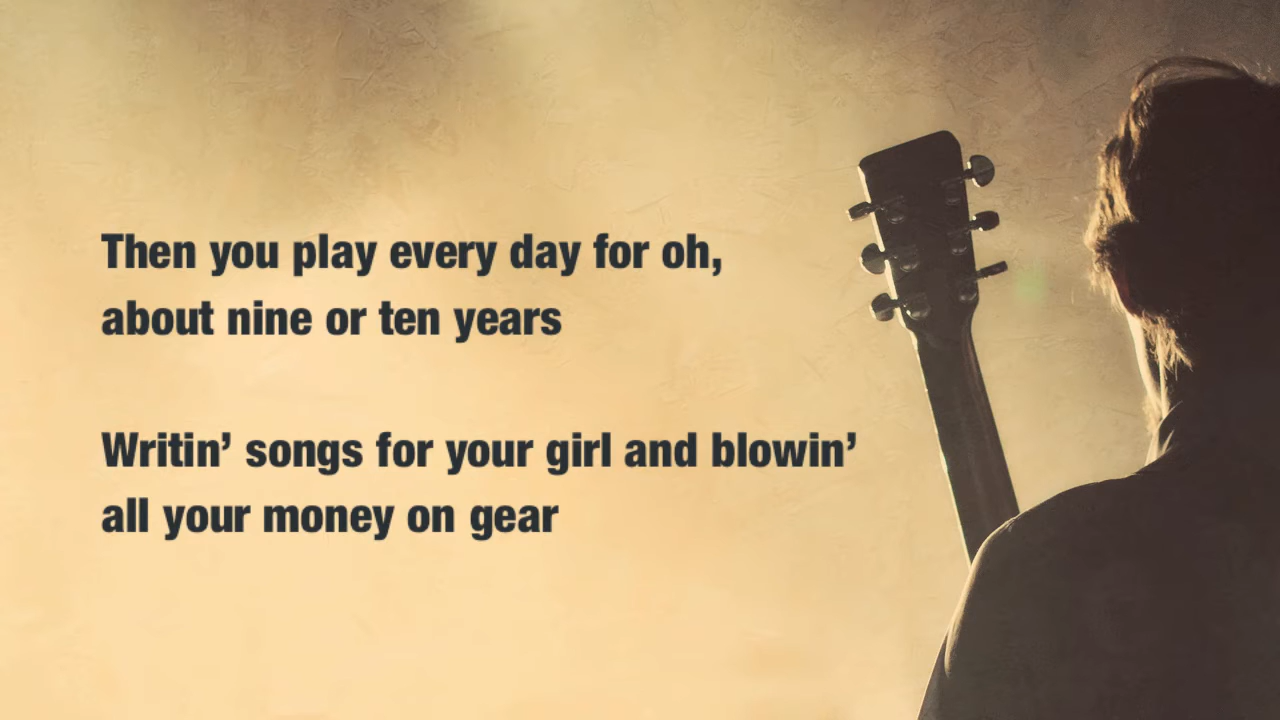 Then you play every day for oh,
about nine or ten years
Writin’ songs for your girl and blowin’
all your money on gear